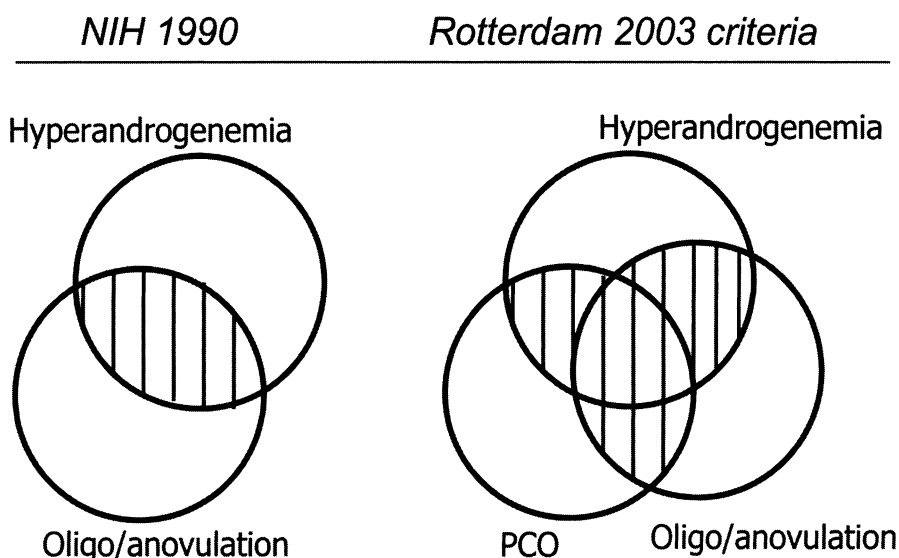 NIH 1990
Rotterdam 2003 criteria
Hyperandrogenemia
Hyperandrogenemia
Oligo/anovulation
PCO
Oligo/anovulation